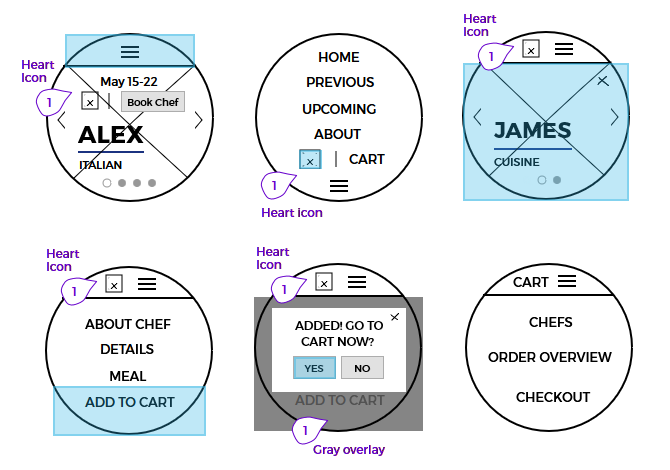 Heart
Icon
1
May 15-22
x
Book Chef
ALEX
ITALIAN
HOME
PREVIOUS
UPCOMING
ABOUT
x
CART
1
Heart icon
Heart
Icon
1
x
JAMES
CUISINE
Heart
Icon
1
x
ABOUT CHEF
DETAILS
MEAL
ADD TO CART
Heart
Icon
1
x
ADDED! GO TO
CART NOW?
YES
NO
ADD TO CART
1
Gray overlay
CART
CHEFS
ORDER OVERVIEW
CHECKOUT